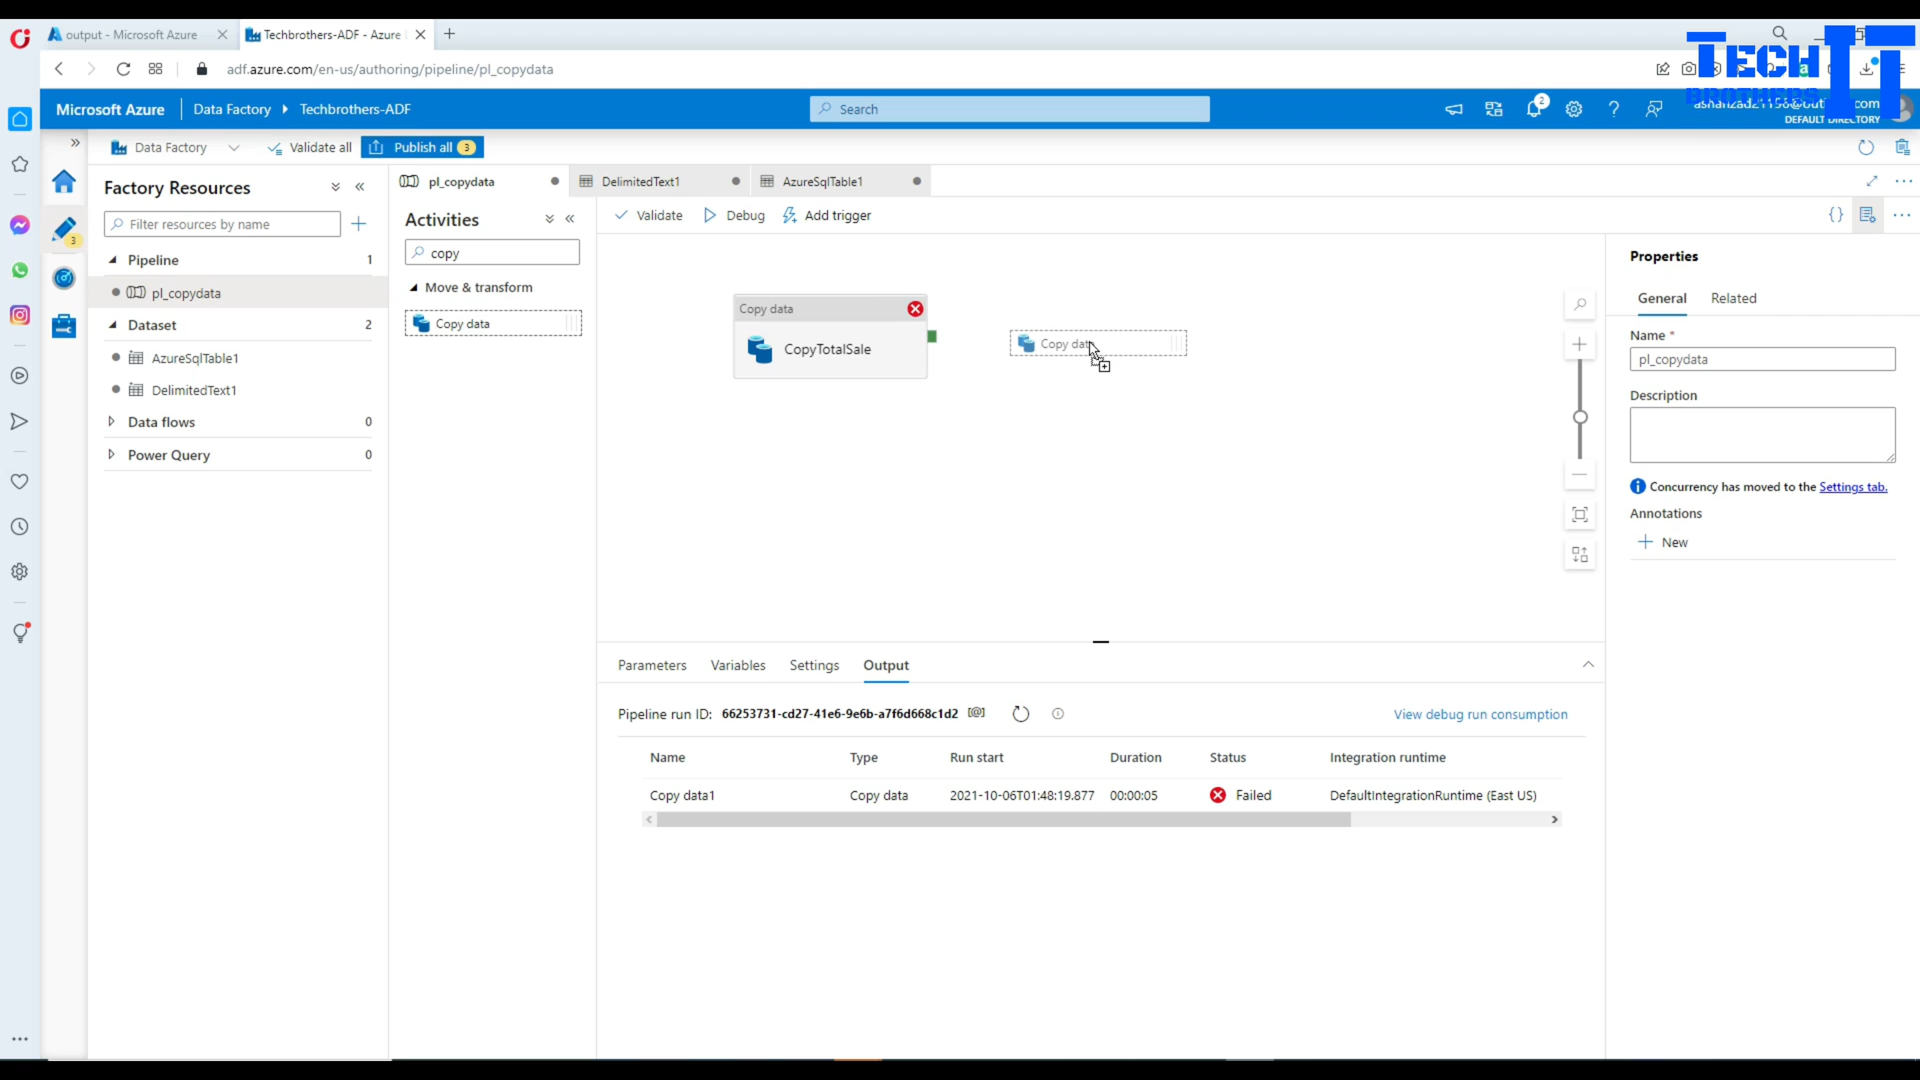 output - Microsoft Azure
Techbrothers-ADF - Azure
TECH IT
BROTHERS
adf.azure.com/en-us/authoring/pipeline/pl_copydata
Microsoft Azure
Data Factory
Techbrothers-ADF
Search
2
DEFAULT DIRECTORY
Data Factory
Validate all
Publish all
3
Factory Resources
pl_copydata
DelimitedText1
AzureSqlTable1
Filter resources by name
Activities
Validate
Debug
Add trigger
3
copy
Pipeline
1
Properties
pl_copydata
Move & transform
General
Related
Dataset
2
Copy data
Copy data
CopyTotalSale
Copy data
Name *
pl_copydata
AzureSqlTable1
DelimitedText1
Description
Data flows
0
Power Query
0
Concurrency has moved to the Settings tab.
Annotations
New
Parameters
Variables
Settings
Output
Pipeline run ID: 66253731-cd27-41e6-9e6b-a7f6d668c1d2
View debug run consumption
Name
Type
Run start
Duration
Status
Integration runtime
Copy data1
Copy data
2021-10-06T01:48:19.877
00:00:05
Failed
DefaultIntegrationRuntime (East US)